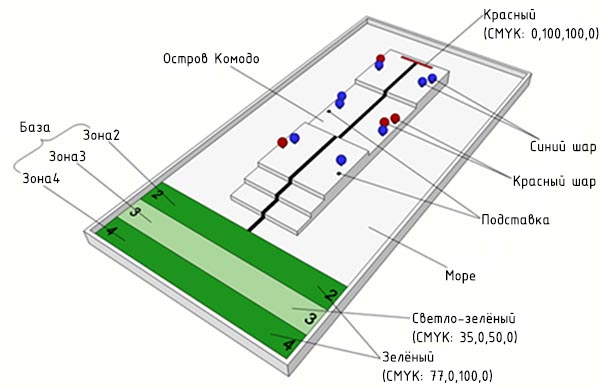 Красный
(CMYK: 0,100,100,0)
Остров Комодо
База
Зона2
Зона3
Зона4
Синий шар
Красный шар
Подставка
Море
2
3
4
2
3
4
Светло-зелёный
(CMYK: 35,0,50,0)
Зелёный
(CMYK: 77,0,100,0)